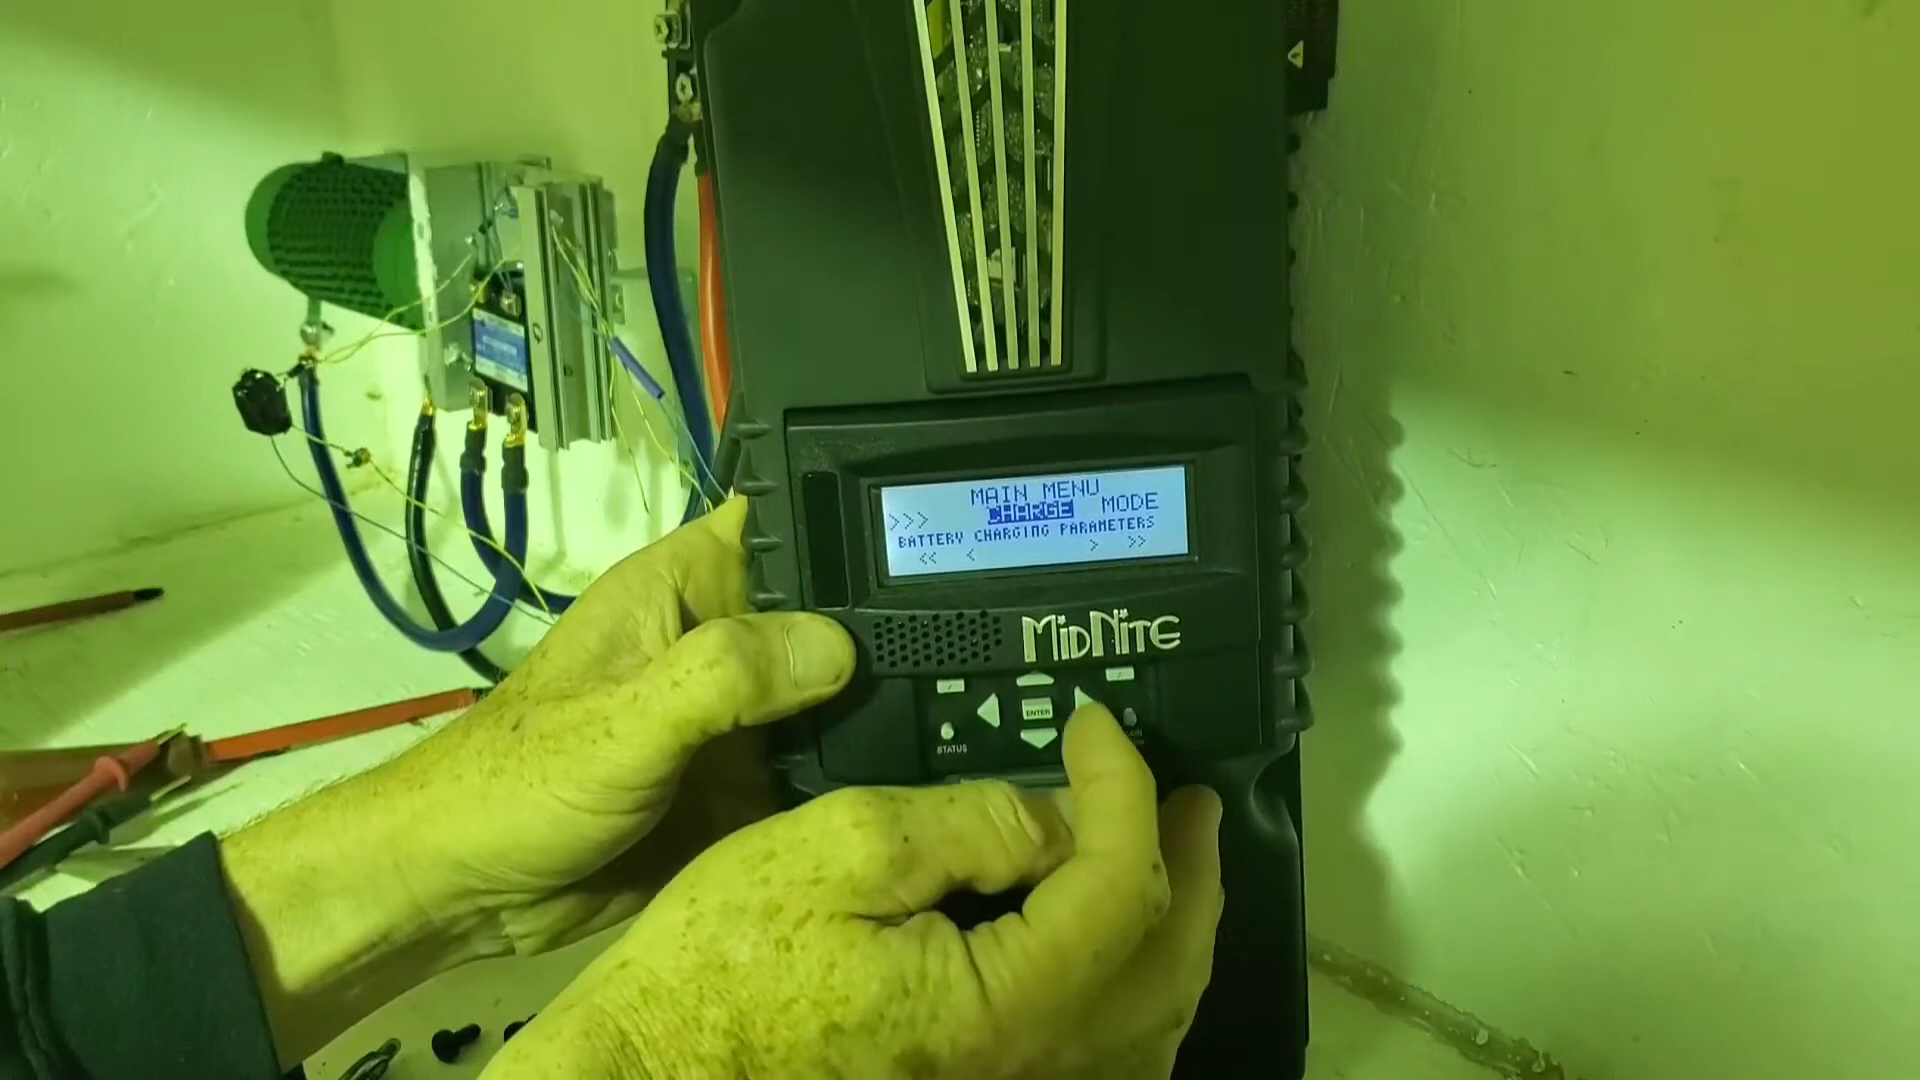 MAIN MENU
>>> CHARGE MODE
BATTERY CHARGING PARAMETERS
<< < > >>
MIDNITE
ENTER
STATUS